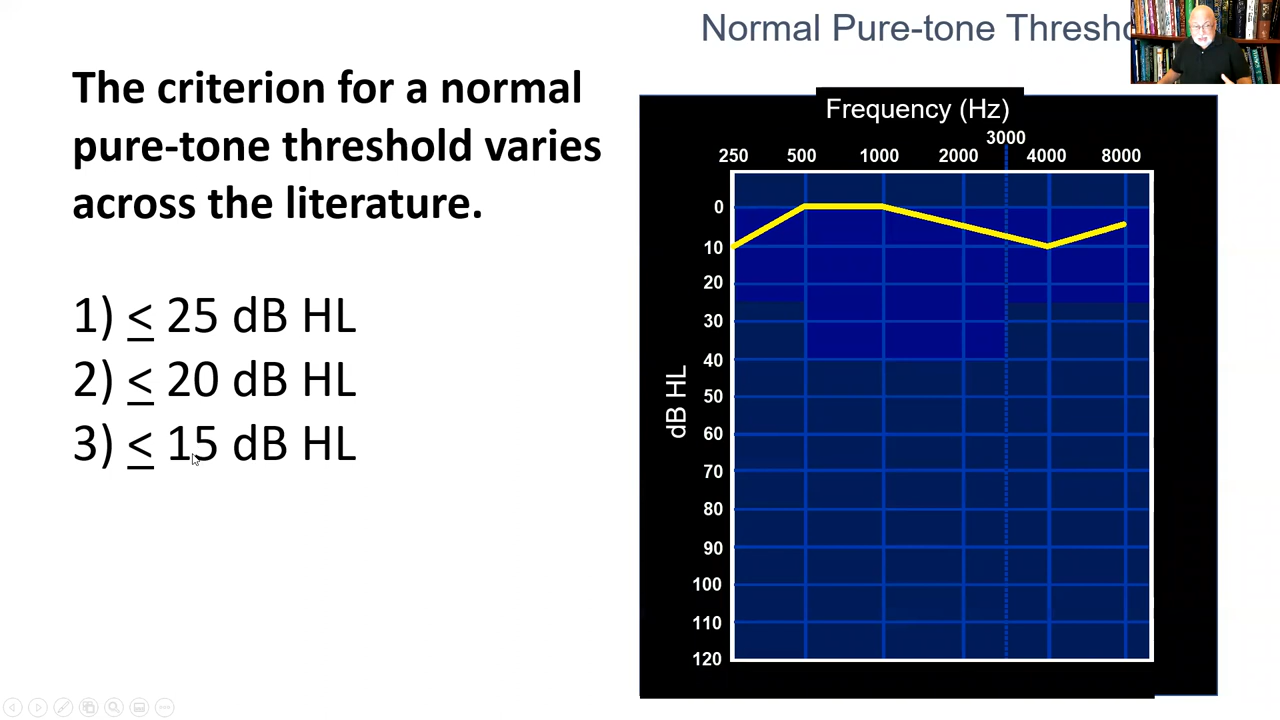 Normal Pure-tone
The criterion for a normal
pure-tone threshold varies
across the literature.
1) ≤ 25 dB HL
2) ≤ 20 dB HL
3) ≤ 15 dB HL
Frequency (Hz)
3000
250 500 1000 2000 4000 8000
0
10
20
30
40
50
60
70
80
90
100
110
120
dB HL